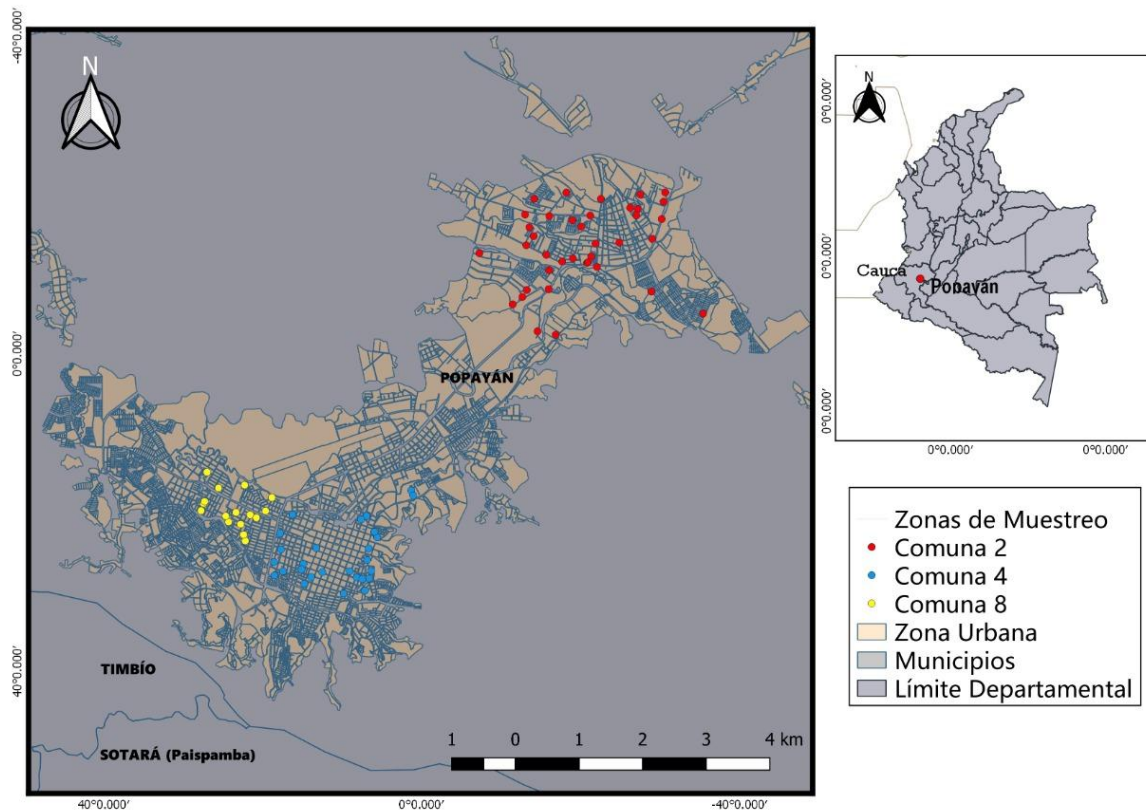 -40°0.000'
0°0.000'
40°0.000'
N
POPAYÁN
TIMBÍO
SOTARÁ (Paispamba)
1 0 1 2 3 4 km
40°0.000' 0°0.000' -40°0.000'
N
0°0.000'
0°0.000'
0°0.000'
Cauca
Popayán
0°0.000' 0°0.000'
Zonas de Muestreo
Comuna 2
Comuna 4
Comuna 8
Zona Urbana
Municipios
Límite Departamental